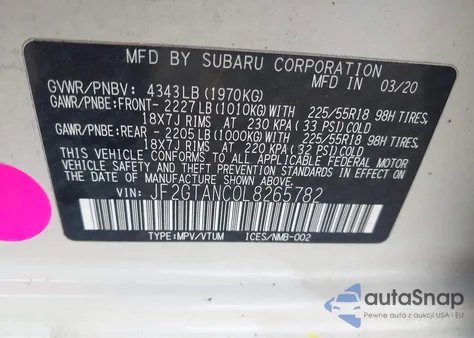 MFD BY SUBARU CORPORATION
GVWR/PNBV: 4343LB (1970KG) MFD IN 03/20
GAWR/PNBE:FRONT- 2227LB(1010KG)WITH 225/55R18 98H TIRES,
18X7J RIMS AT 230 KPA (33 PSI)COLD
GAWR/PNBE:REAR - 2205LB(1000KG)WITH 225/55R18 98H TIRES,
18X7J RIMS AT 220 KPA (32 PSI)COLD
THIS VEHICLE CONFORMS TO ALL APPLICABLE FEDERAL MOTOR
VEHICLE SAFETY STANDARDS IN EFFECT ON THE DATE OF
MANUFACTURE SHOWN ABOVE.
VIN: JF2GTANC0L8265782
TYPE:MPV/VTUM ICES/NMB-002
autoSnap
Pewne auta z aukcji USA i EU